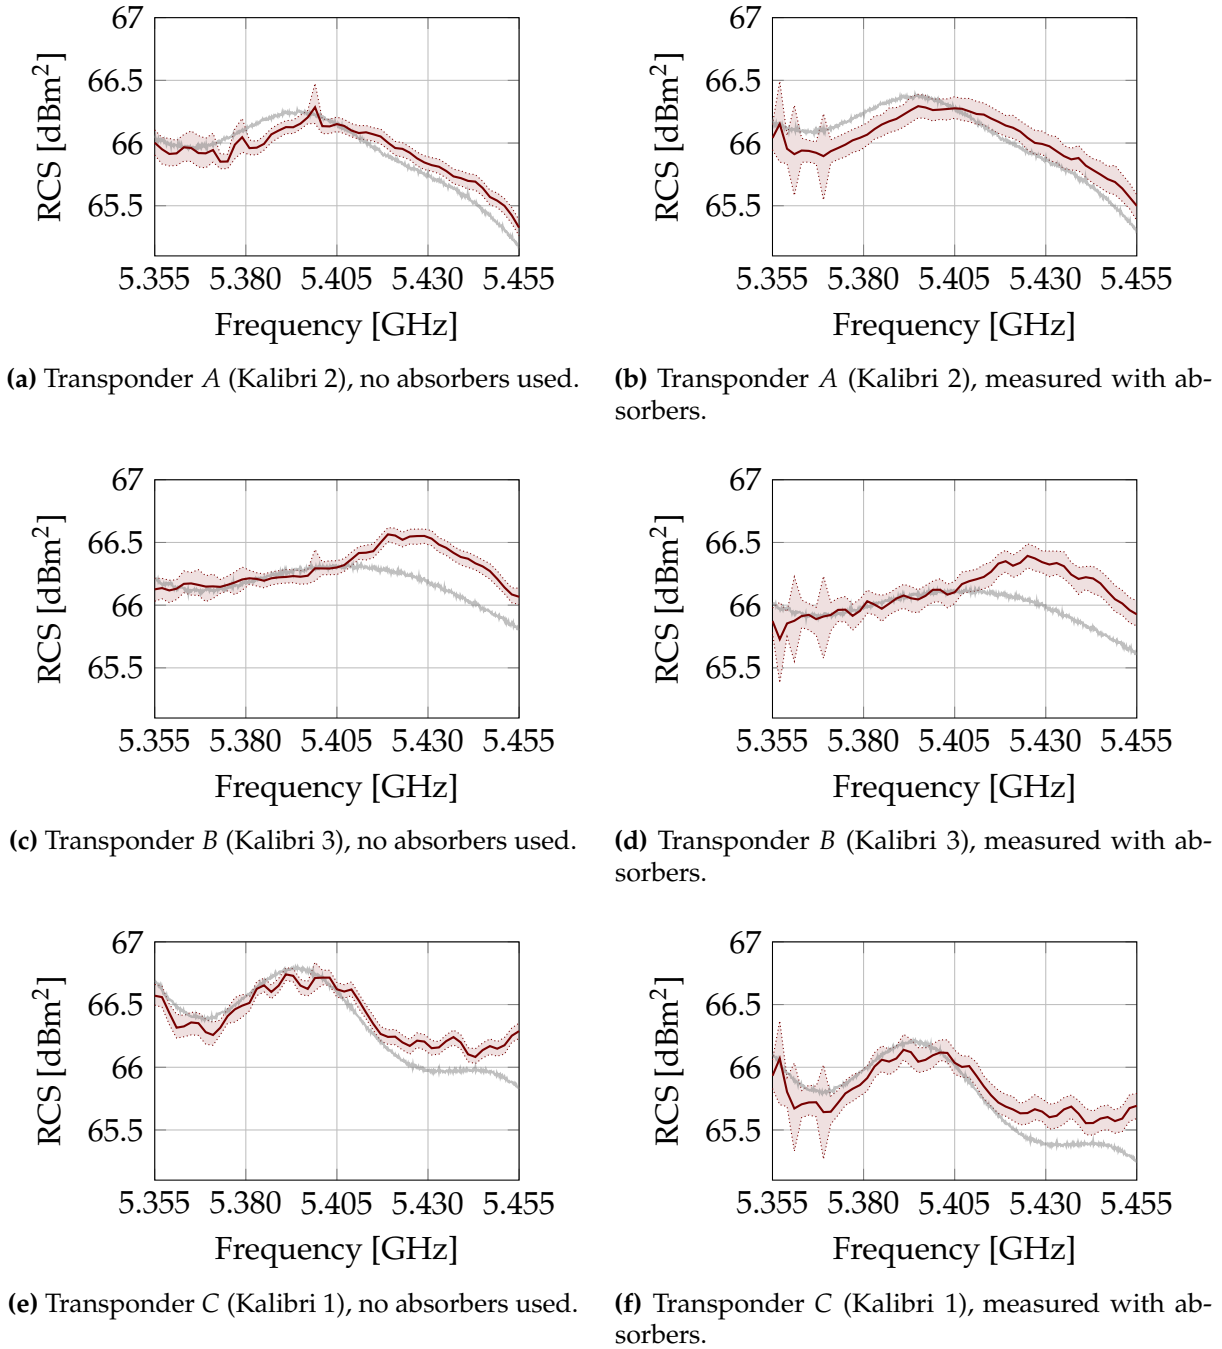 67
66.5
66
65.5
RCS [dBm²]
5.355 5.380 5.405 5.430 5.455
Frequency [GHz]
(a) Transponder A (Kalibri 2), no absorbers used.
67
66.5
66
65.5
RCS [dBm²]
5.355 5.380 5.405 5.430 5.455
Frequency [GHz]
(b) Transponder A (Kalibri 2), measured with ab-
sorbers.
67
66.5
66
65.5
RCS [dBm²]
5.355 5.380 5.405 5.430 5.455
Frequency [GHz]
(c) Transponder B (Kalibri 3), no absorbers used.
67
66.5
66
65.5
RCS [dBm²]
5.355 5.380 5.405 5.430 5.455
Frequency [GHz]
(d) Transponder B (Kalibri 3), measured with ab-
sorbers.
67
66.5
66
65.5
RCS [dBm²]
5.355 5.380 5.405 5.430 5.455
Frequency [GHz]
(e) Transponder C (Kalibri 1), no absorbers used.
67
66.5
66
65.5
RCS [dBm²]
5.355 5.380 5.405 5.430 5.455
Frequency [GHz]
(f) Transponder C (Kalibri 1), measured with ab-
sorbers.